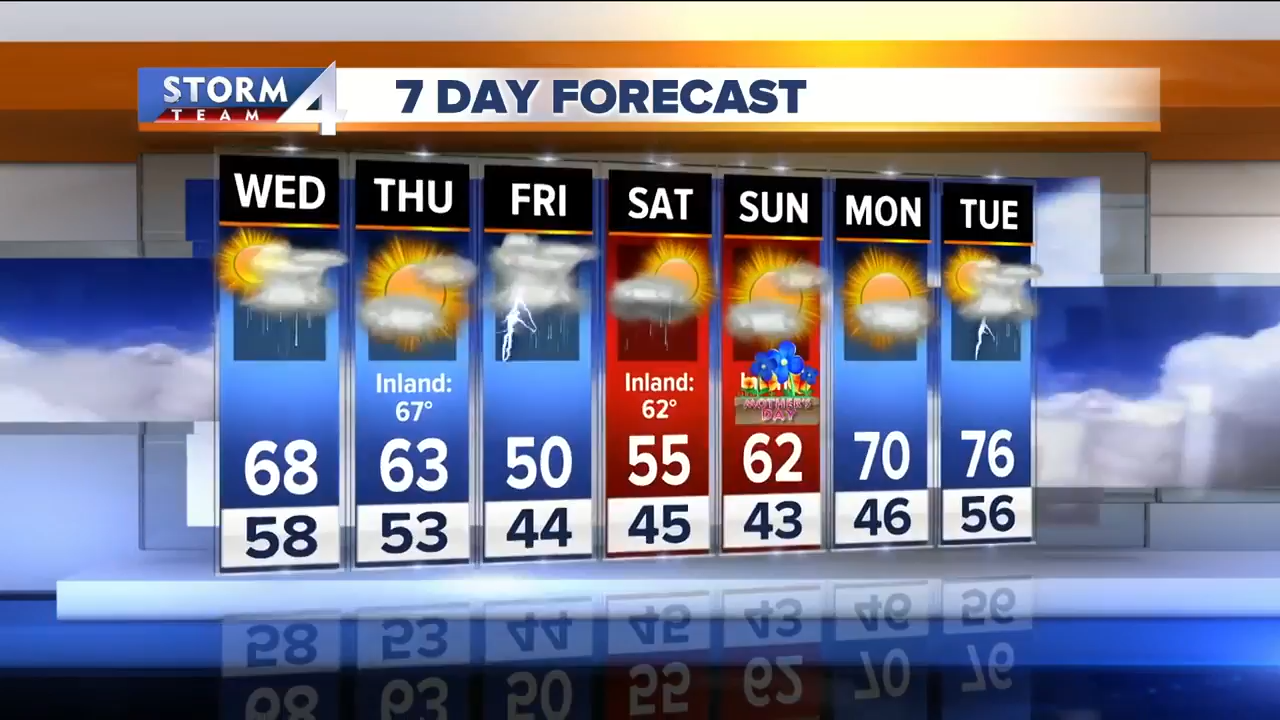 STORM
TEAM 4
7 DAY FORECAST
WED
THU
FRI
SAT
SUN
MON
TUE
Inland:
67°
Inland:
62°
MOTHER'S
DAY
68
63
50
55
62
70
76
58
53
44
45
43
46
56